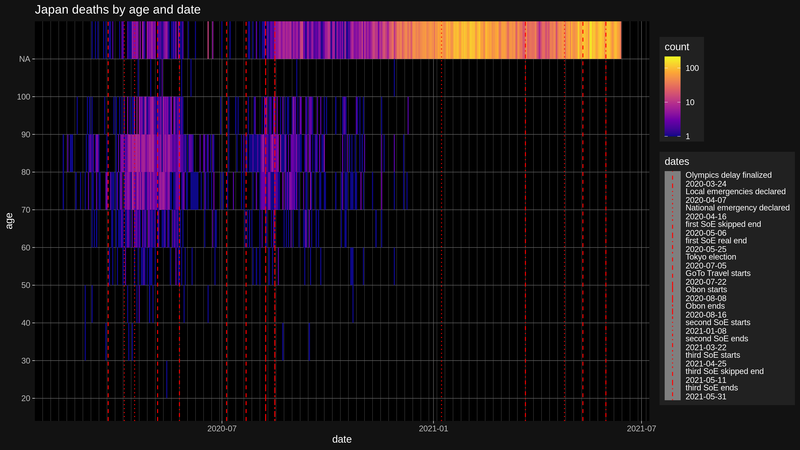 Japan deaths by age and date
NA
100
90
80
70
60
50
40
30
20
age
2020-07
2021-01
2021-07
date
count
100
10
1
dates
Olympics delay finalized
2020-03-24
Local emergencies declared
2020-04-07
National emergency declared
2020-04-16
first SoE skipped end
2020-05-06
first SoE real end
2020-05-25
Tokyo election
2020-07-05
GoTo Travel starts
2020-07-22
Obon starts
2020-08-08
Obon ends
2020-08-16
second SoE starts
2021-01-08
second SoE ends
2021-03-22
third SoE starts
2021-04-25
third SoE skipped end
2021-05-11
third SoE ends
2021-05-31